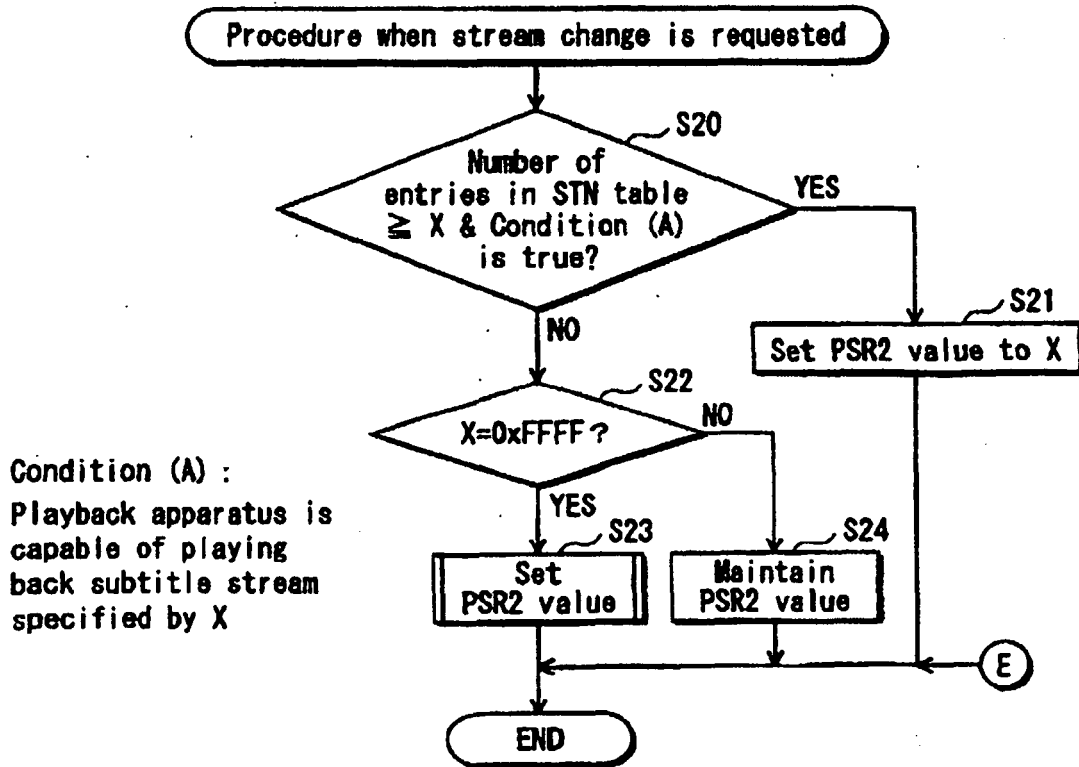 Procedure when stream change is requested
S20
Number of
entries in STN table
≧ X & Condition (A)
is true?
YES
NO
S21
Set PSR2 value to X
S22
X=0xFFFF?
NO
YES
Condition (A) :
Playback apparatus is
capable of playing
back subtitle stream
specified by X
S23
Set
PSR2 value
S24
Maintain
PSR2 value
E
END